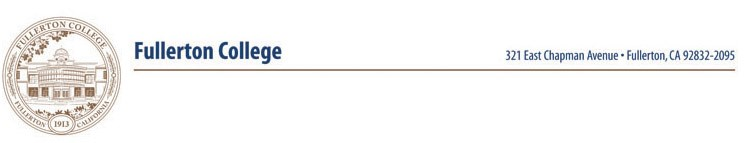 FULLERTON COLLEGE
FULLERTON CALIFORNIA
1913
Fullerton College
321 East Chapman Avenue • Fullerton, CA 92832-2095